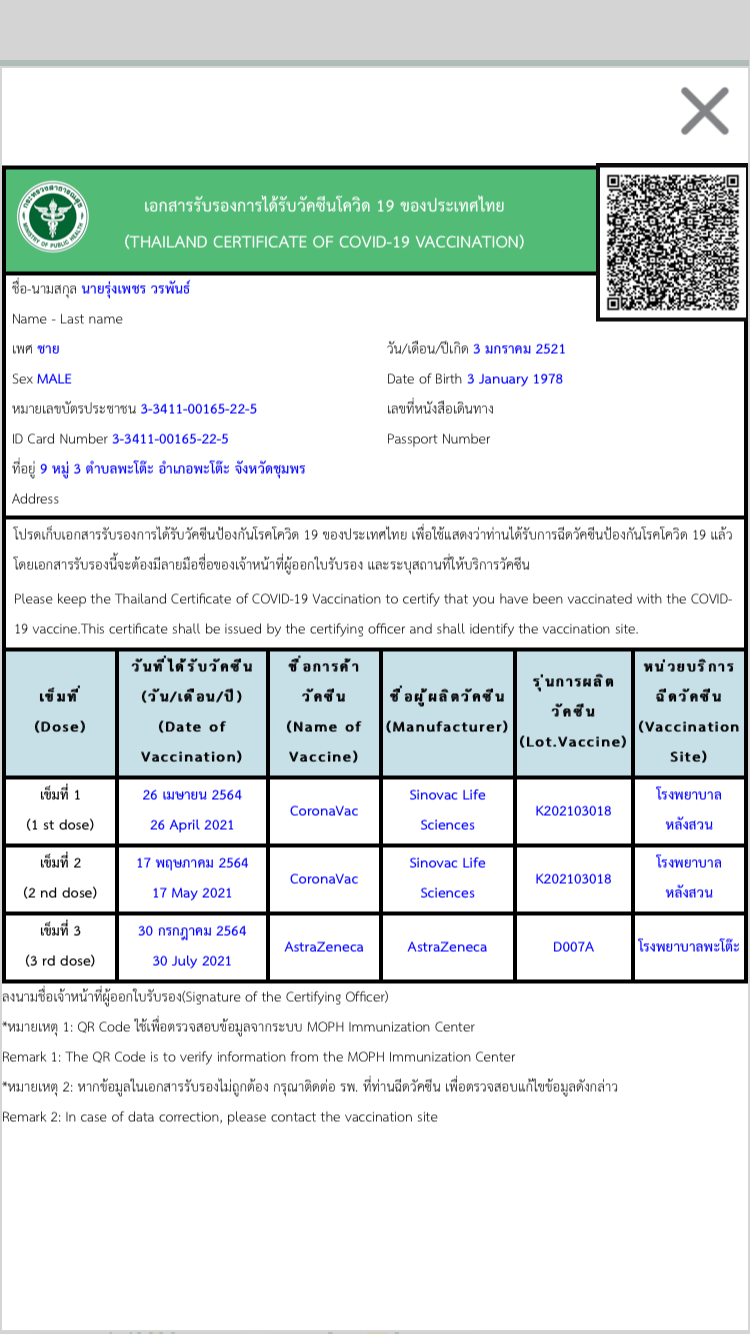 เอกสารรับรองการได้รับวัคซีนโควิด 19 ของประเทศไทย
(THAILAND CERTIFICATE OF COVID-19 VACCINATION)
กระทรวงสาธารณสุข
MINISTRY OF PUBLIC HEALTH
ชื่อ-นามสกุล นายรุ่งเพชร วรพันธ์
Name - Last name
เพศ ชาย วัน/เดือน/ปีเกิด 3 มกราคม 2521
Sex MALE Date of Birth 3 January 1978
หมายเลขบัตรประชาชน 3-3411-00165-22-5 เลขที่หนังสือเดินทาง
ID Card Number 3-3411-00165-22-5 Passport Number
ที่อยู่ 9 หมู่ 3 ตำบลพะโต๊ะ อำเภอพะโต๊ะ จังหวัดชุมพร
Address
โปรดเก็บเอกสารรับรองการได้รับวัคซีนป้องกันโรคโควิด 19 ของประเทศไทย เพื่อใช้แสดงว่าท่านได้รับการฉีดวัคซีนป้องกันโรคโควิด 19 แล้ว
โดยเอกสารรับรองนี้จะต้องมีลายมือชื่อของเจ้าหน้าที่ผู้ออกใบรับรอง และระบุสถานที่ให้บริการวัคซีน
Please keep the Thailand Certificate of COVID-19 Vaccination to certify that you have been vaccinated with the COVID-
19 vaccine.This certificate shall be issued by the certifying officer and shall identify the vaccination site.
เข็มที่
(Dose)
วันที่ได้รับวัคซีน
(วัน/เดือน/ปี)
(Date of
Vaccination)
ชื่อการค้า
วัคซีน
(Name of
Vaccine)
ชื่อผู้ผลิตวัคซีน
(Manufacturer)
รุ่นการผลิต
วัคซีน
(Lot.Vaccine)
หน่วยบริการ
ฉีดวัคซีน
(Vaccination
Site)
เข็มที่ 1
(1 st dose)
26 เมษายน 2564
26 April 2021
CoronaVac
Sinovac Life
Sciences
K202103018
โรงพยาบาล
หลังสวน
เข็มที่ 2
(2 nd dose)
17 พฤษภาคม 2564
17 May 2021
CoronaVac
Sinovac Life
Sciences
K202103018
โรงพยาบาล
หลังสวน
เข็มที่ 3
(3 rd dose)
30 กรกฎาคม 2564
30 July 2021
AstraZeneca
AstraZeneca
D007A
โรงพยาบาลพะโต๊ะ
ลงนามชื่อเจ้าหน้าที่ผู้ออกใบรับรอง(Signature of the Certifying Officer)
*หมายเหตุ 1: QR Code ใช้เพื่อตรวจสอบข้อมูลจากระบบ MOPH Immunization Center
Remark 1: The QR Code is to verify information from the MOPH Immunization Center
*หมายเหตุ 2: หากข้อมูลในเอกสารรับรองไม่ถูกต้อง กรุณาติดต่อ รพ. ที่ท่านฉีดวัคซีน เพื่อตรวจสอบแก้ไขข้อมูลดังกล่าว
Remark 2: In case of data correction, please contact the vaccination site